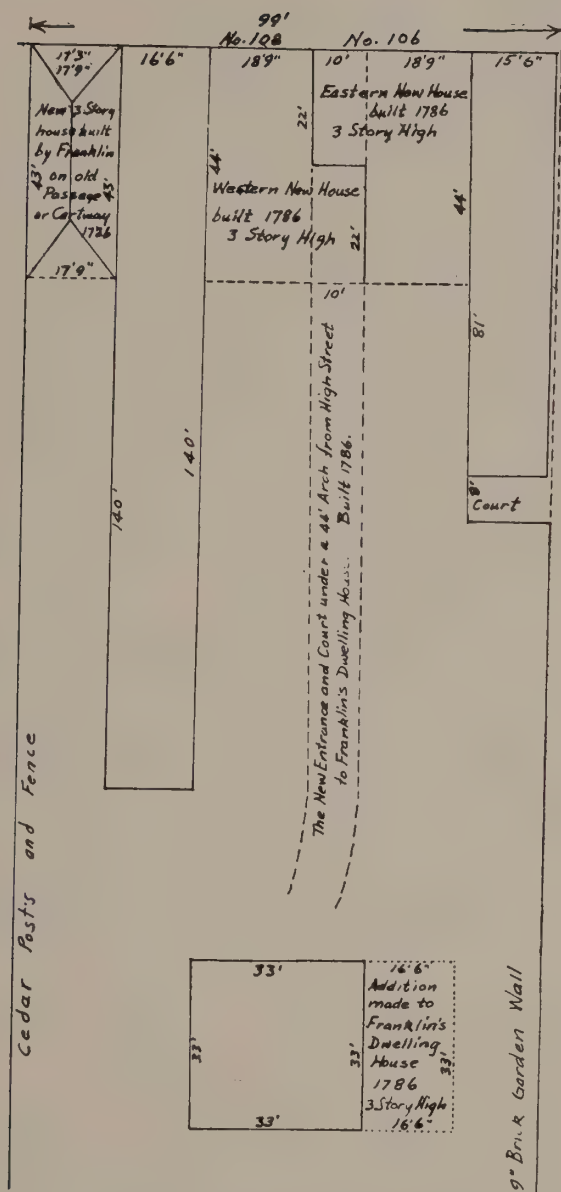 99'
No. 108 No. 106
17'3"
17'9"
16'6"
18'9"
10'
18'9"
15'6"
New 3 Story
house built
by Franklin
on old
Passage
or Cartway
1786
43'
43'
17'9"
Eastern New House
built 1786
3 Story High
22'
44'
Western New House
built 1786
3 Story High
22'
44'
10'
81'
8'
Court
140'
140'
The New Entrance and Court under a 44' Arch from High Street
to Franklin's Dwelling House. Built 1786.
Cedar Post's and Fence
33'
33'
33'
33'
16'6"
Addition
made to
Franklin's
Dwelling
House
1786
3 Story High
16'6"
33'
9" Brick Garden Wall